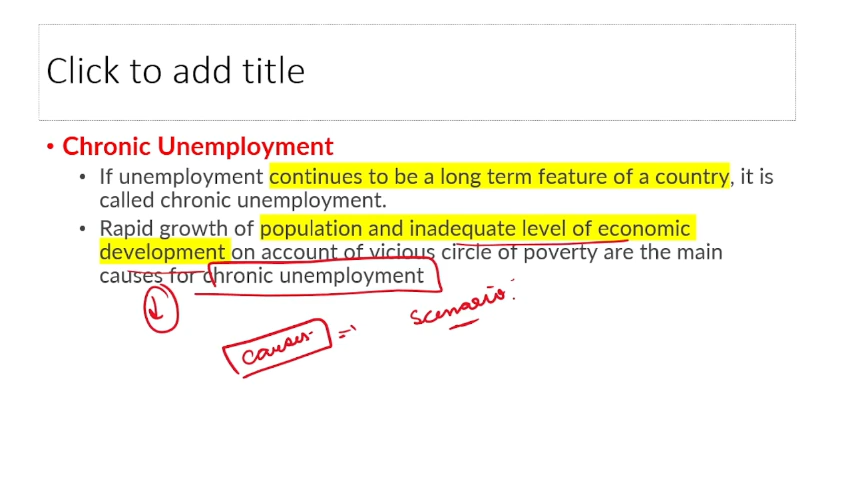 Click to add title
• Chronic Unemployment
• If unemployment continues to be a long term feature of a country, it is
called chronic unemployment.
• Rapid growth of population and inadequate level of economic
development on account of vicious circle of poverty are the main
causes for chronic unemployment
Scenario:
Causes